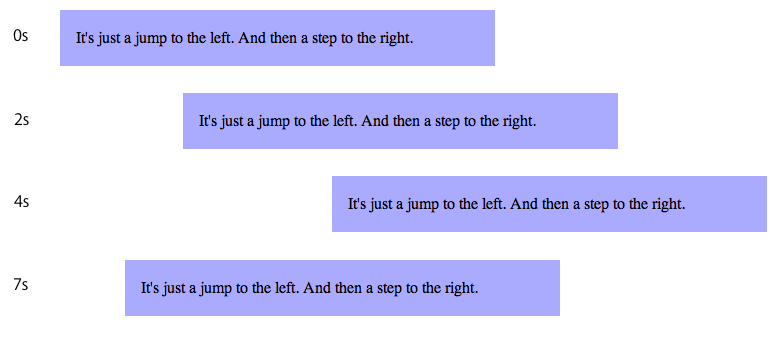 0s It's just a jump to the left. And then a step to the right.
2s It's just a jump to the left. And then a step to the right.
4s It's just a jump to the left. And then a step to the right.
7s It's just a jump to the left. And then a step to the right.